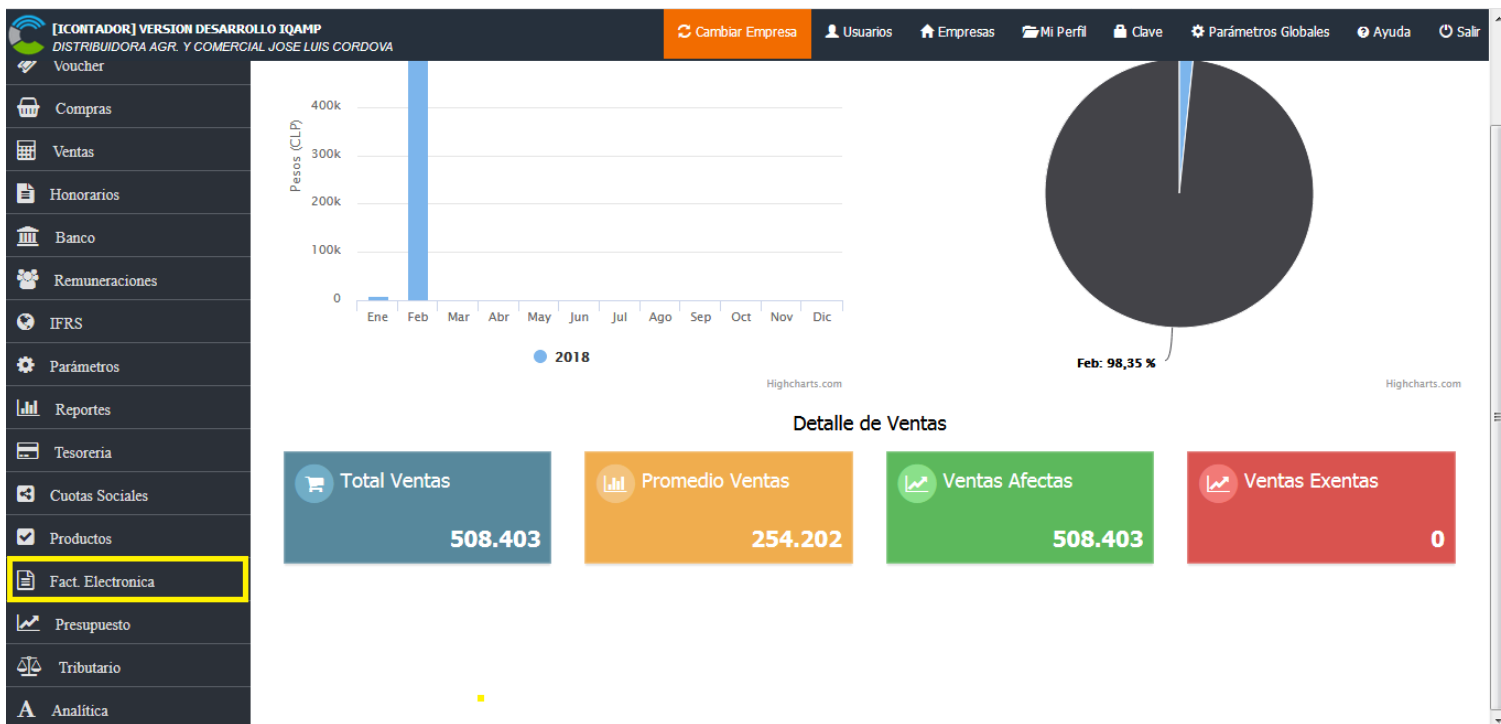 [ICONTADOR] VERSION DESARROLLO IQAMP
DISTRIBUIDORA AGR. Y COMERCIAL JOSE LUIS CORDOVA
Cambiar Empresa
Usuarios
Empresas
Mi Perfil
Clave
Parámetros Globales
Ayuda
Salir
Voucher
Compras
Ventas
Honorarios
Banco
Remuneraciones
IFRS
Parámetros
Reportes
Tesoreria
Cuotas Sociales
Productos
Fact. Electronica
Presupuesto
Tributario
Analítica
Pesos (CLP)
400k
300k
200k
100k
0
Ene Feb Mar Abr May Jun Jul Ago Sep Oct Nov Dic
2018
Highcharts.com
Feb: 98,35 %
Highcharts.com
Detalle de Ventas
Total Ventas
508.403
Promedio Ventas
254.202
Ventas Afectas
508.403
Ventas Exentas
0